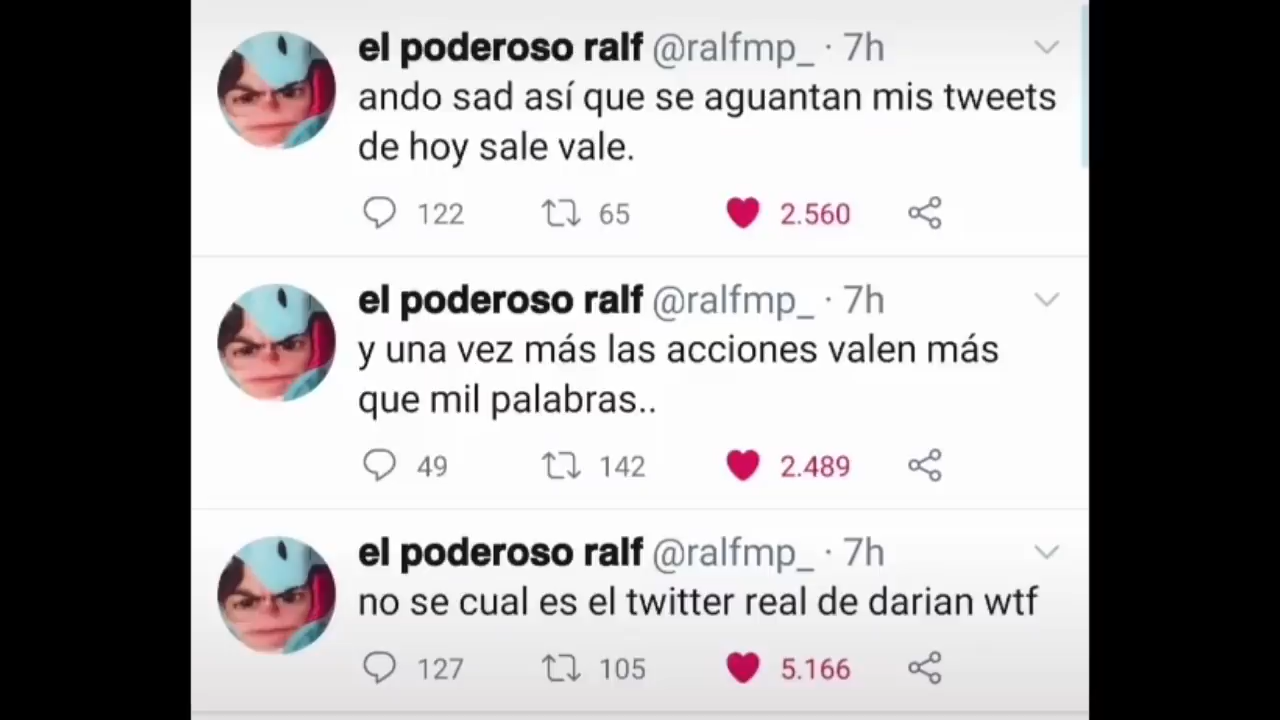 el poderoso ralf @ralfmp_ · 7h
ando sad así que se aguantan mis tweets
de hoy sale vale.
122 65 2.560
el poderoso ralf @ralfmp_ · 7h
y una vez más las acciones valen más
que mil palabras..
49 142 2.489
el poderoso ralf @ralfmp_ · 7h
no se cual es el twitter real de darian wtf
127 105 5.166